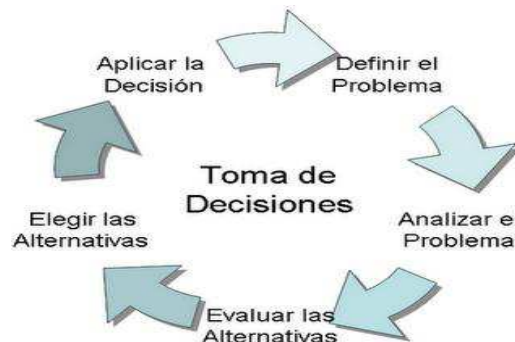 Aplicar la
Decisión
Definir el
Problema
Toma de
Decisiones
Elegir las
Alternativas
Analizar e
Problema
Evaluar las
Alternativas